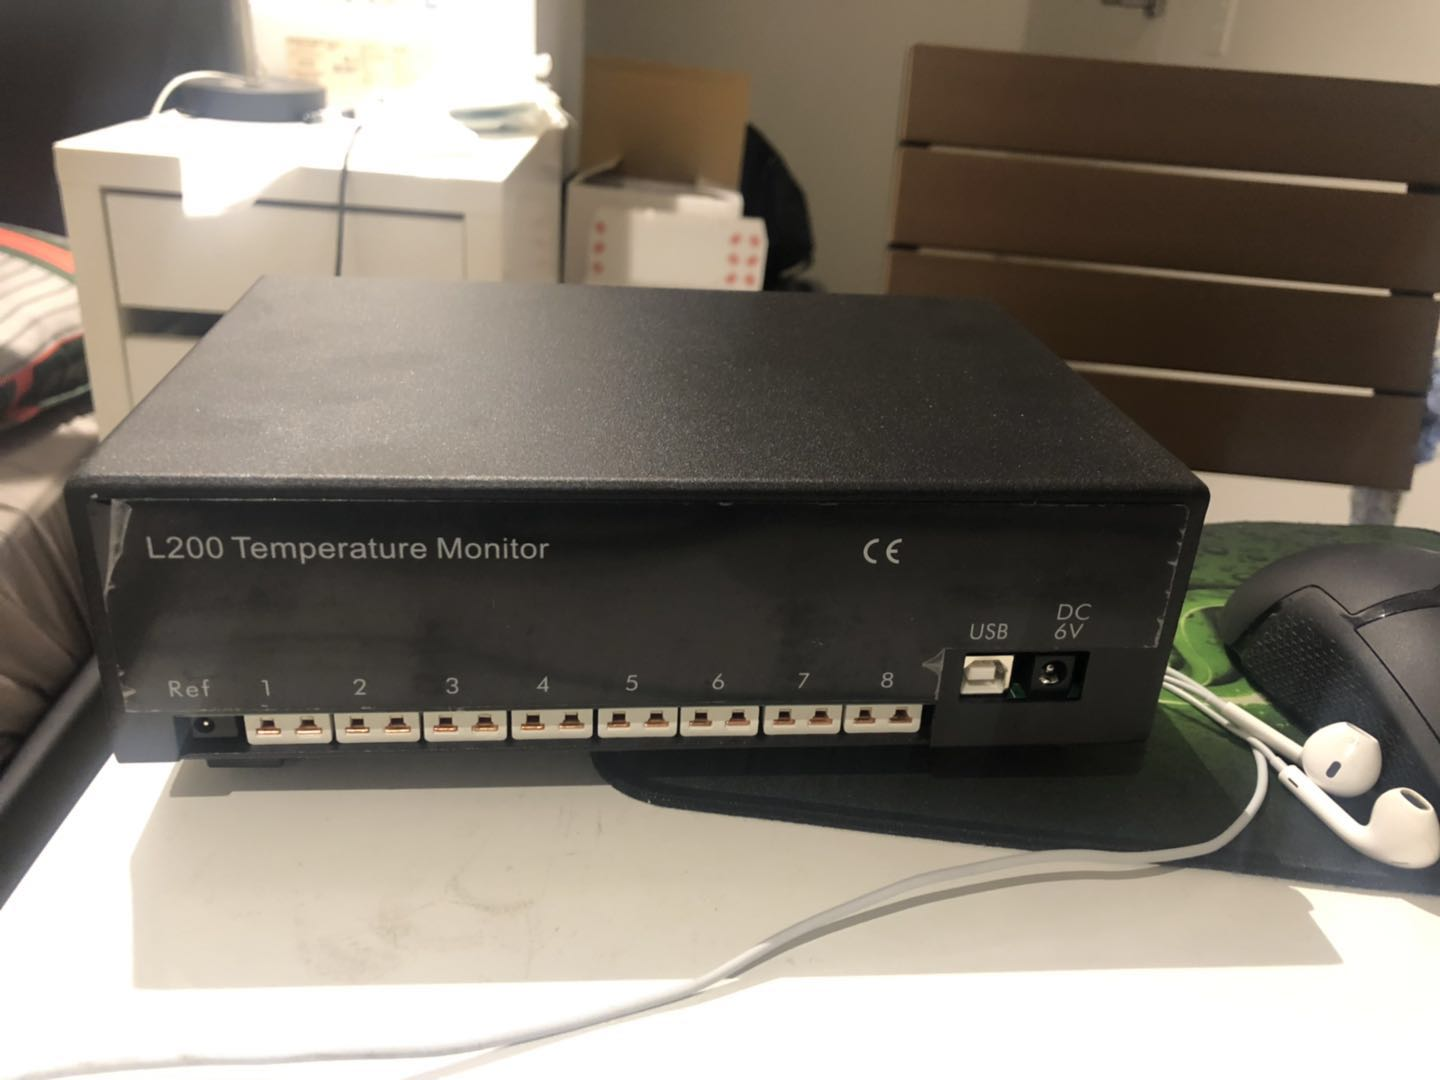 L200 Temperature Monitor
CE
USB
DC
6V
Ref 1 2 3 4 5 6 7 8